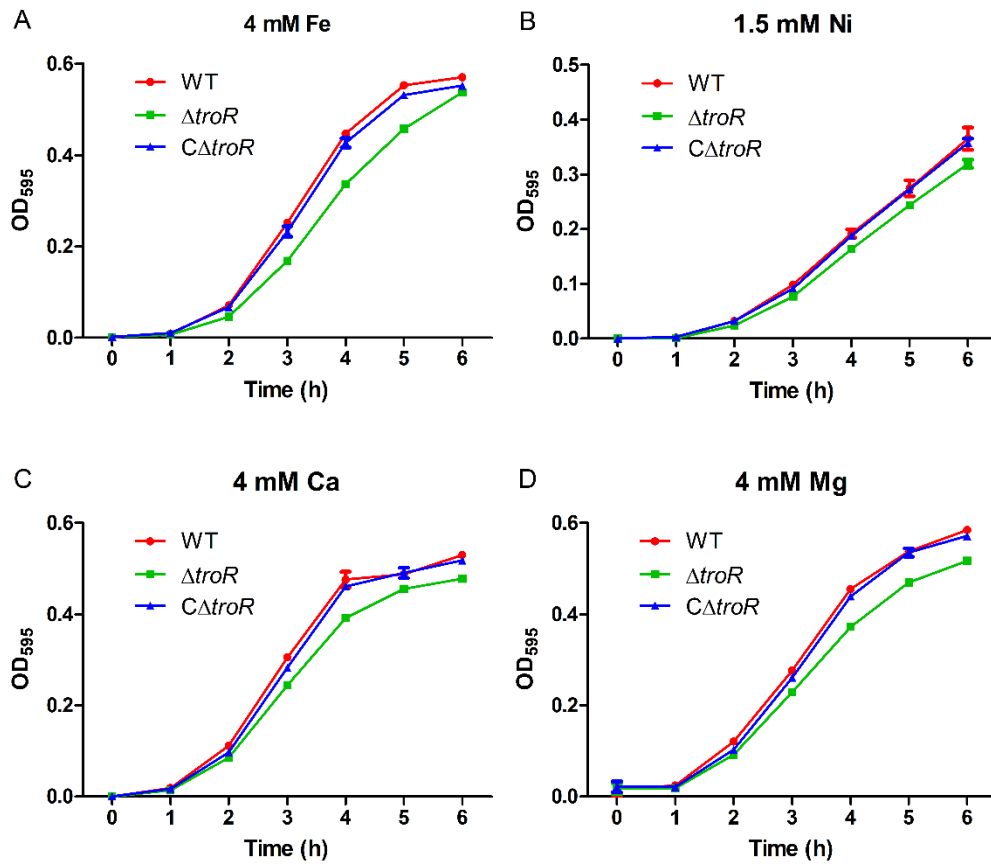 A
4 mM Fe
WT
ΔtroR
CΔtroR
OD595
0.6
0.4
0.2
0.0
0 1 2 3 4 5 6
Time (h)
B
1.5 mM Ni
WT
ΔtroR
CΔtroR
OD595
0.5
0.4
0.3
0.2
0.1
0.0
0 1 2 3 4 5 6
Time (h)
C
4 mM Ca
WT
ΔtroR
CΔtroR
OD595
0.6
0.4
0.2
0.0
0 1 2 3 4 5 6
Time (h)
D
4 mM Mg
WT
ΔtroR
CΔtroR
OD595
0.6
0.4
0.2
0.0
0 1 2 3 4 5 6
Time (h)